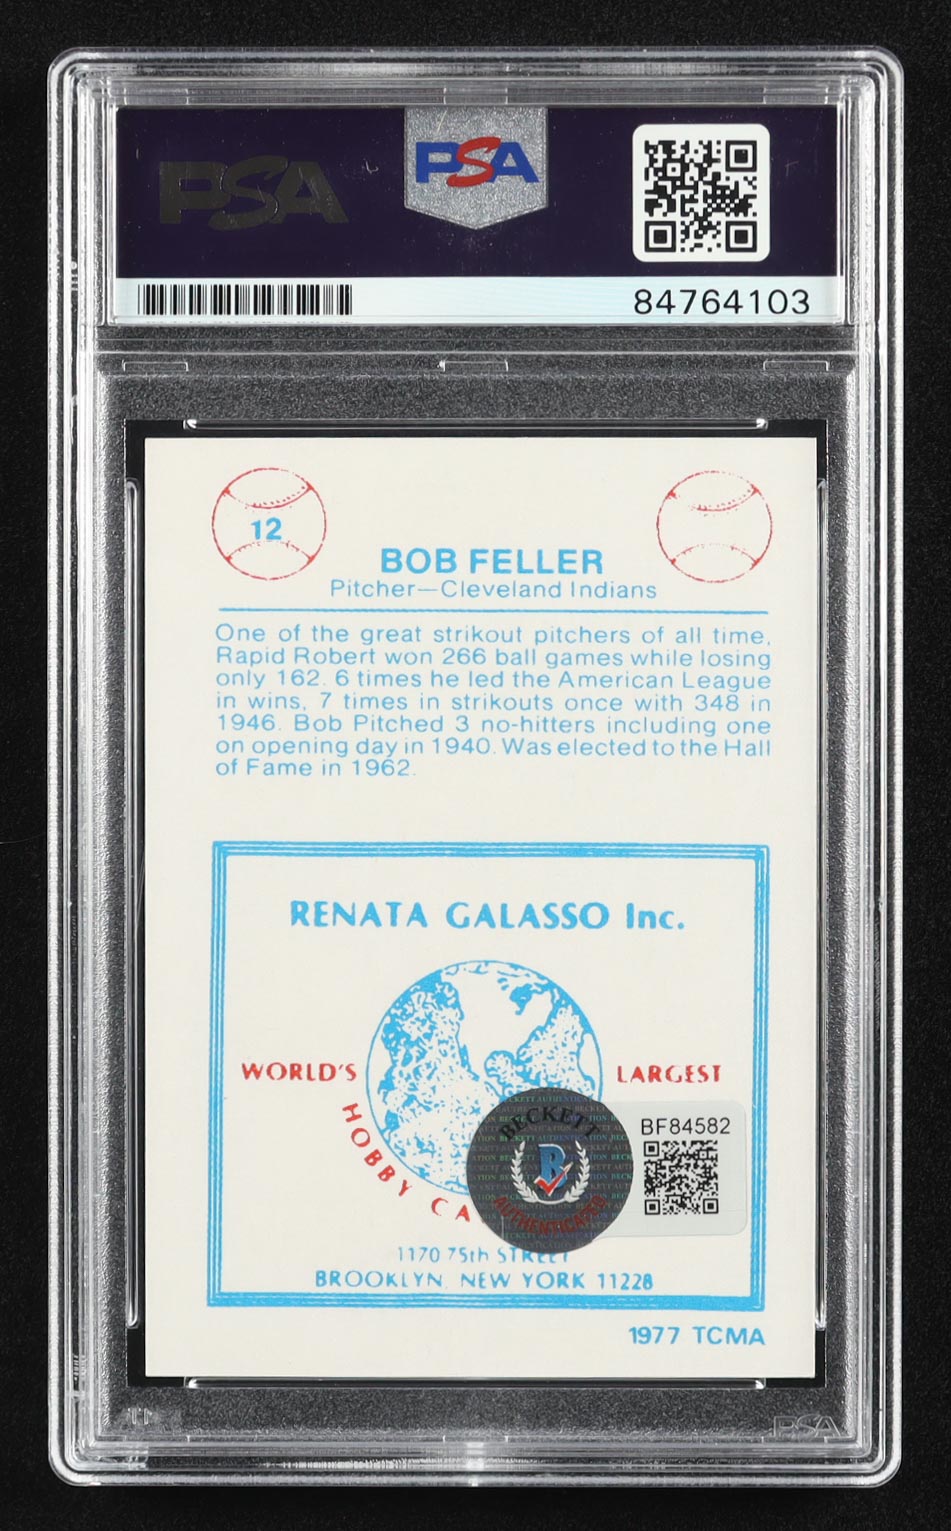 PSA
PSA
84764103
12
BOB FELLER
Pitcher—Cleveland Indians
One of the great strikout pitchers of all time,
Rapid Robert won 266 ball games while losing
only 162. 6 times he led the American League
in wins, 7 times in strikouts once with 348 in
1946. Bob Pitched 3 no-hitters including one
on opening day in 1940. Was elected to the Hall
of Fame in 1962.
RENATA GALASSO Inc.
WORLD'S
LARGEST
HOBBY CA
BECKETT
B
AUTHENTICATED
BF84582
1170 75th STREET
BROOKLYN, NEW YORK 11228
1977 TCMA
PSA